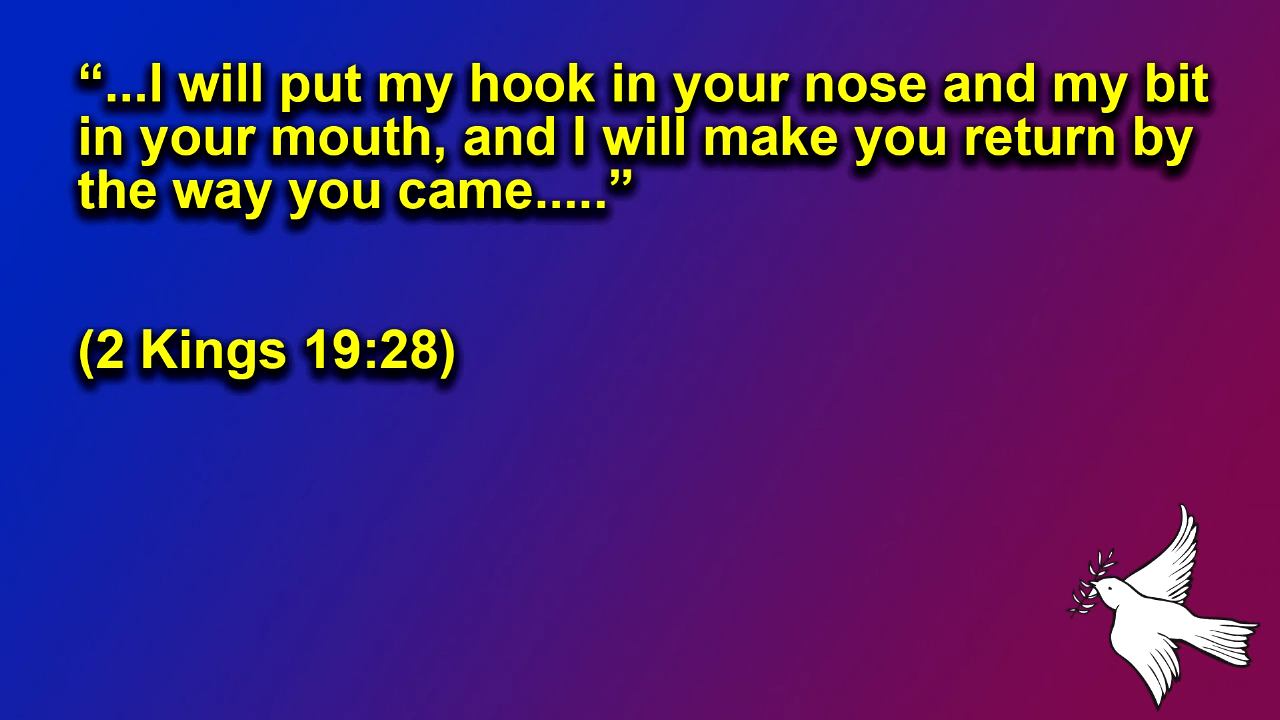 “...I will put my hook in your nose and my bit
in your mouth, and I will make you return by
the way you came.....”
(2 Kings 19:28)